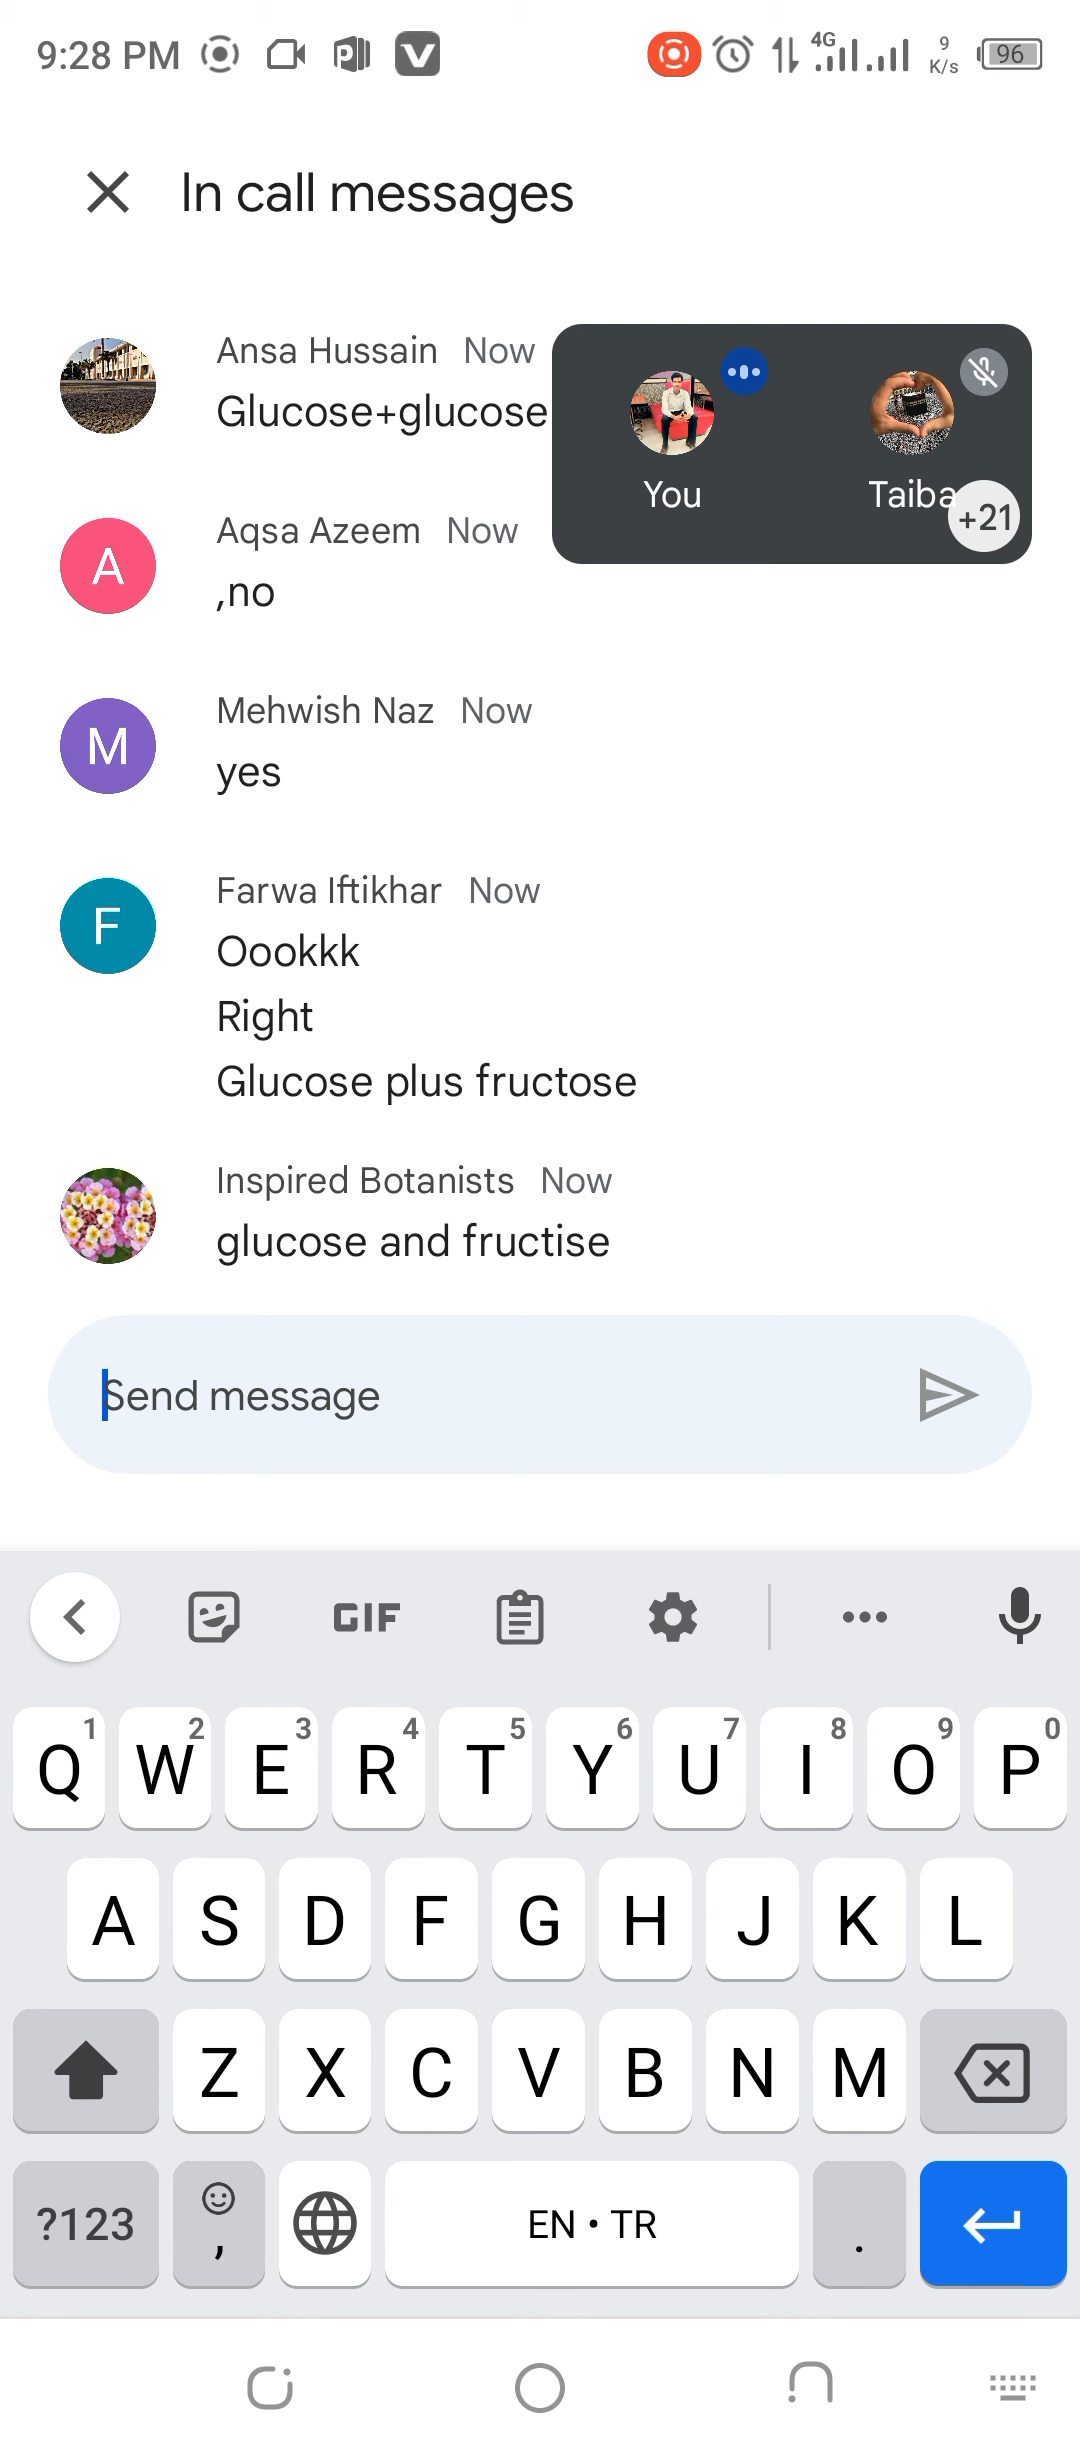 9:28 PM
4G
9
K/s
96
In call messages
Ansa Hussain Now
Glucose+glucose
You
Taiba
+21
A
Aqsa Azeem Now
,no
M
Mehwish Naz Now
yes
F
Farwa Iftikhar Now
Oookkk
Right
Glucose plus fructose
Inspired Botanists Now
glucose and fructise
Send message
GIF
1 2 3 4 5 6 7 8 9 0
Q W E R T Y U I O P
A S D F G H J K L
Z X C V B N M
?123 , EN • TR .